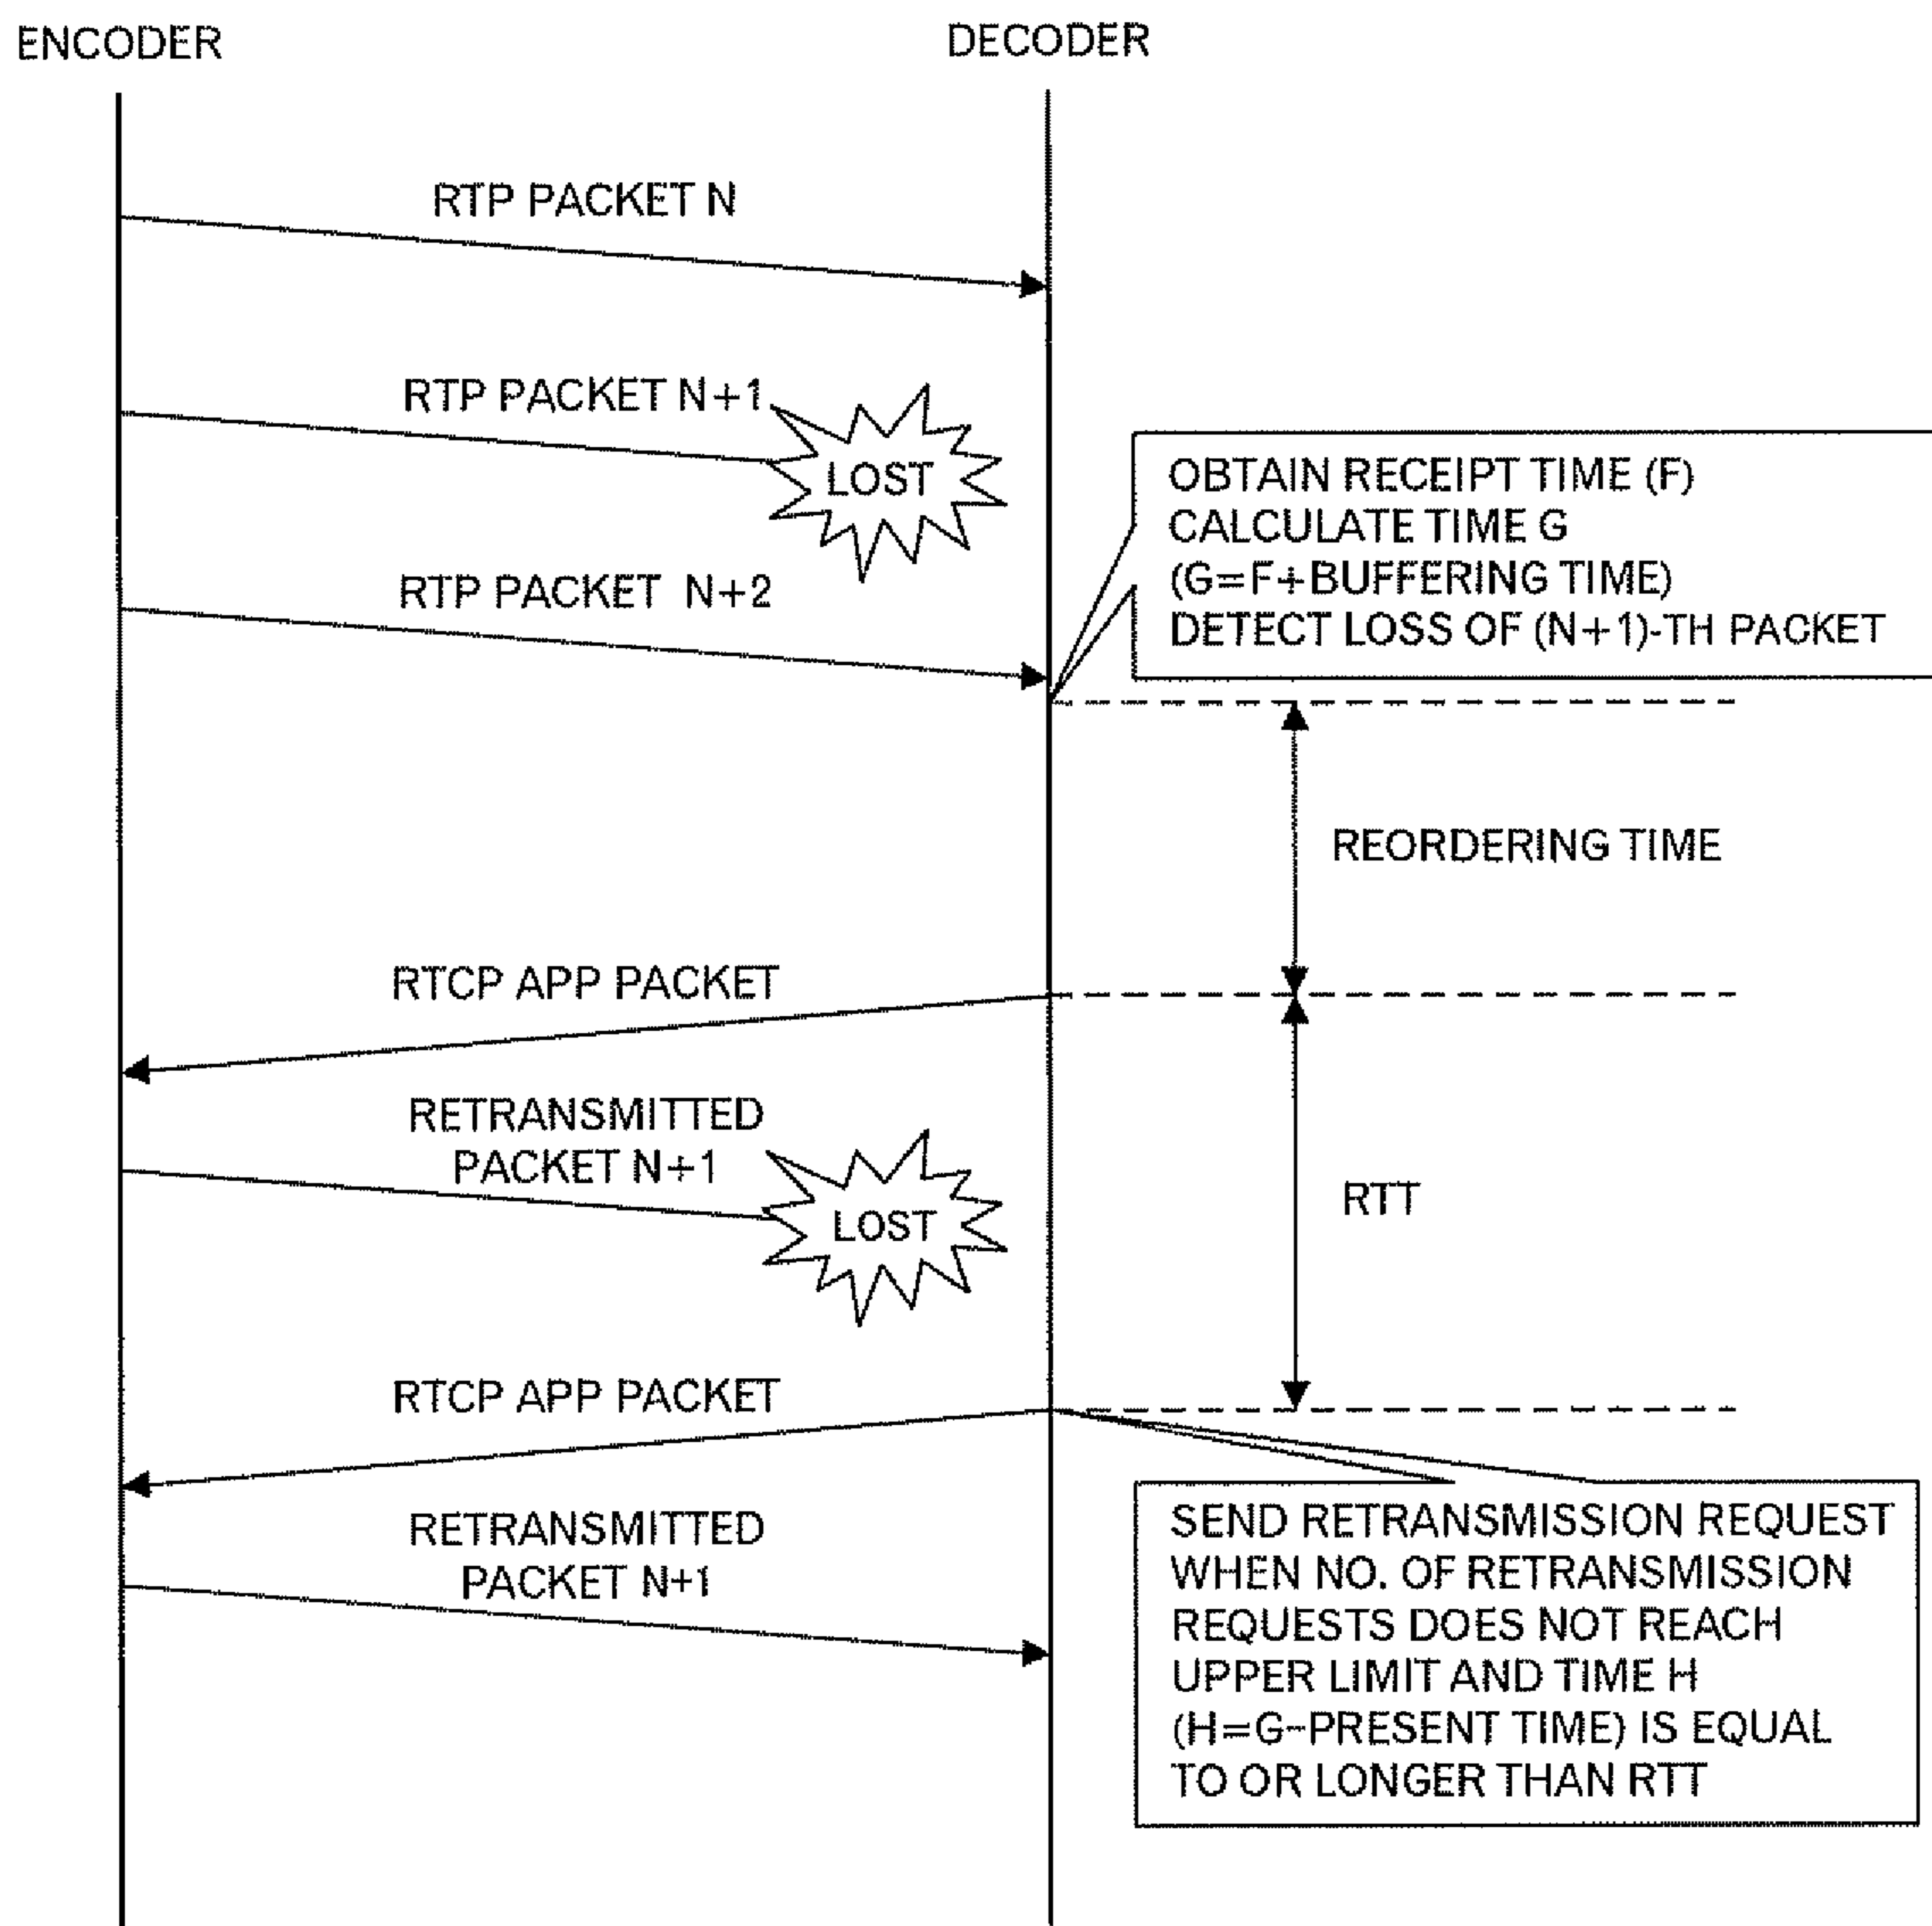 ENCODER
DECODER
RTP PACKET N
RTP PACKET N+1
LOST
OBTAIN RECEIPT TIME (F)
CALCULATE TIME G
(G=F+BUFFERING TIME)
DETECT LOSS OF (N+1)-TH PACKET
RTP PACKET N+2
REORDERING TIME
RTCP APP PACKET
RETRANSMITTED
PACKET N+1
LOST
RTT
RTCP APP PACKET
RETRANSMITTED
PACKET N+1
SEND RETRANSMISSION REQUEST
WHEN NO. OF RETRANSMISSION
REQUESTS DOES NOT REACH
UPPER LIMIT AND TIME H
(H=G-PRESENT TIME) IS EQUAL
TO OR LONGER THAN RTT